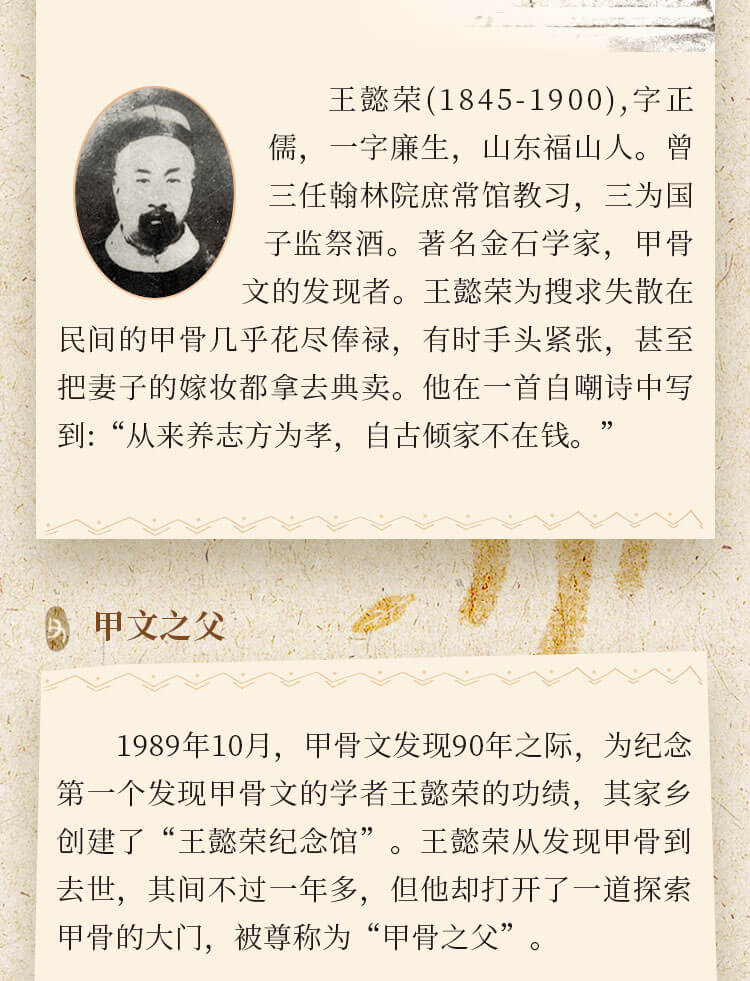 王懿荣(1845-1900),字正
儒，一字廉生，山东福山人。曾
三任翰林院庶常馆教习，三为国
子监祭酒。著名金石学家，甲骨
文的发现者。王懿荣为搜求失散在
民间的甲骨几乎花尽俸禄，有时手头紧张，甚至
把妻子的嫁妆都拿去典卖。他在一首自嘲诗中写
到:“从来养志方为孝，自古倾家不在钱。”
甲文之父
1989年10月，甲骨文发现90年之际，为纪念
第一个发现甲骨文的学者王懿荣的功绩，其家乡
创建了“王懿荣纪念馆”。王懿荣从发现甲骨到
去世，其间不过一年多，但他却打开了一道探索
甲骨的大门，被尊称为“甲骨之父”。